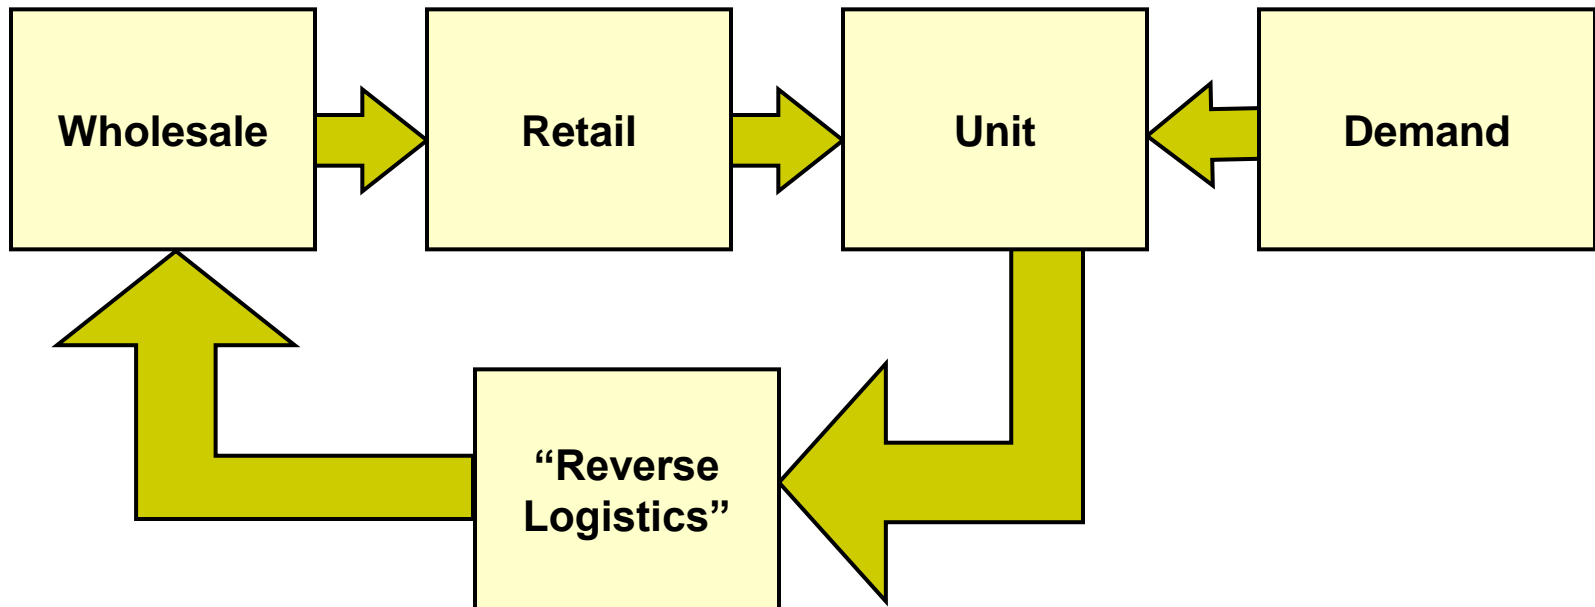 Wholesale
Retail
Unit
Demand
“Reverse
Logistics”